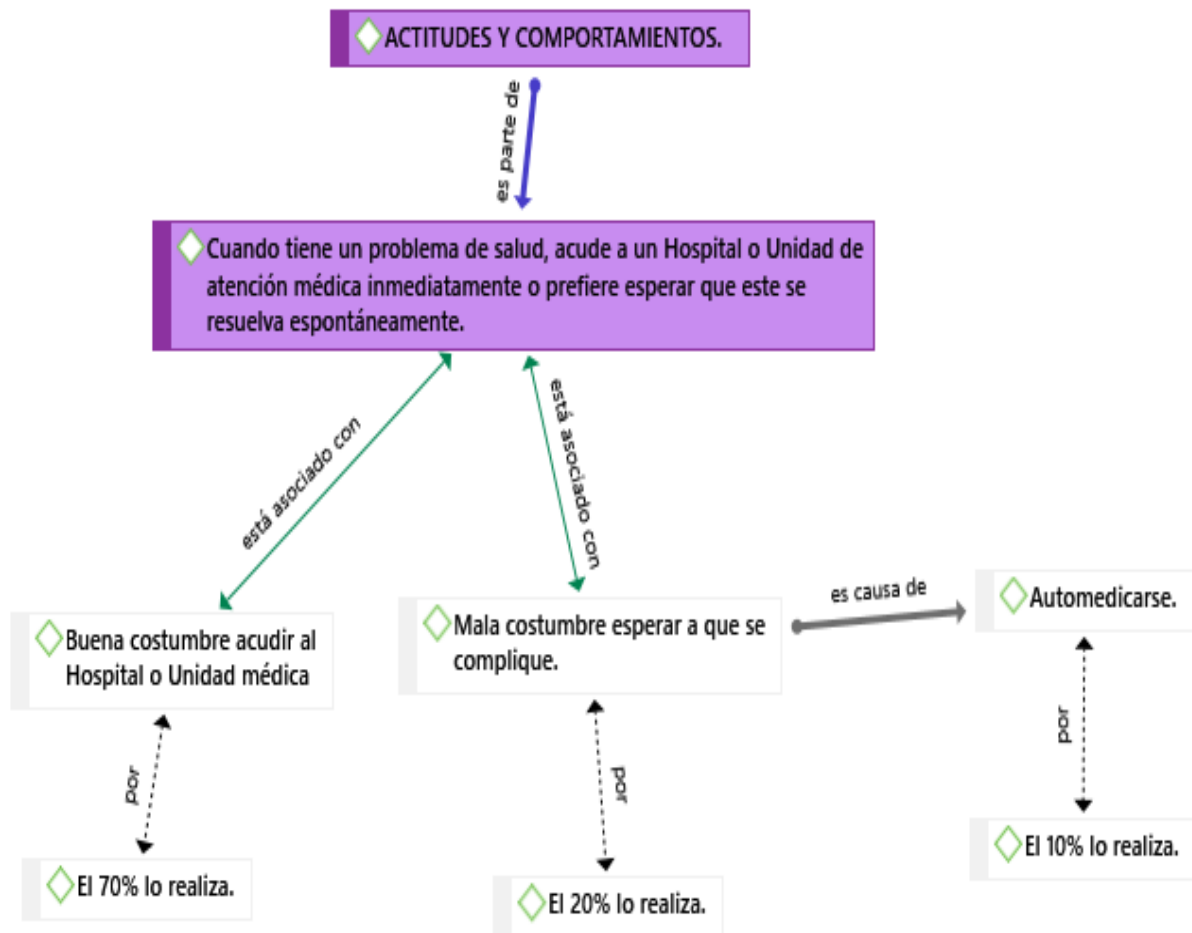 ACTITUDES Y COMPORTAMIENTOS.
es parte de
Cuando tiene un problema de salud, acude a un Hospital o Unidad de
atención médica inmediatamente o prefiere esperar que este se
resuelva espontáneamente.
está asociado con
está asociado con
Buena costumbre acudir al
Hospital o Unidad médica
Mala costumbre esperar a que se
complique.
es causa de
Automedicarse.
por
por
por
El 70% lo realiza.
El 20% lo realiza.
El 10% lo realiza.